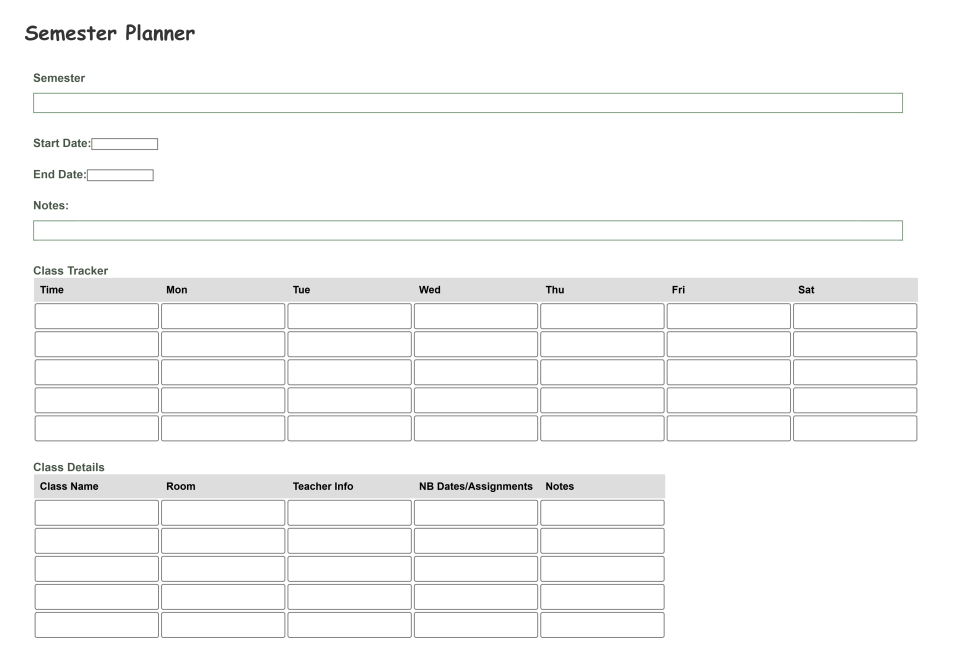 Semester Planner
Semester
Start Date:
End Date:
Notes:
Class Tracker
Time Mon Tue Wed Thu Fri Sat
Class Details
Class Name Room Teacher Info NB Dates/Assignments Notes